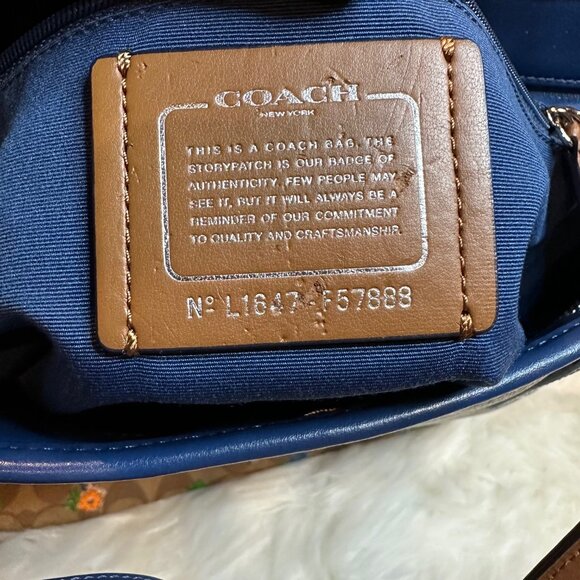 COACH
NEW YORK
THIS IS A COACH BAG. THE
STORYPATCH IS OUR BADGE OF
AUTHENTICITY. FEW PEOPLE MAY
SEE IT, BUT IT WILL ALWAYS BE A
REMINDER OF OUR COMMITMENT
TO QUALITY AND CRAFTSMANSHIP.
Nº L1647-F57888